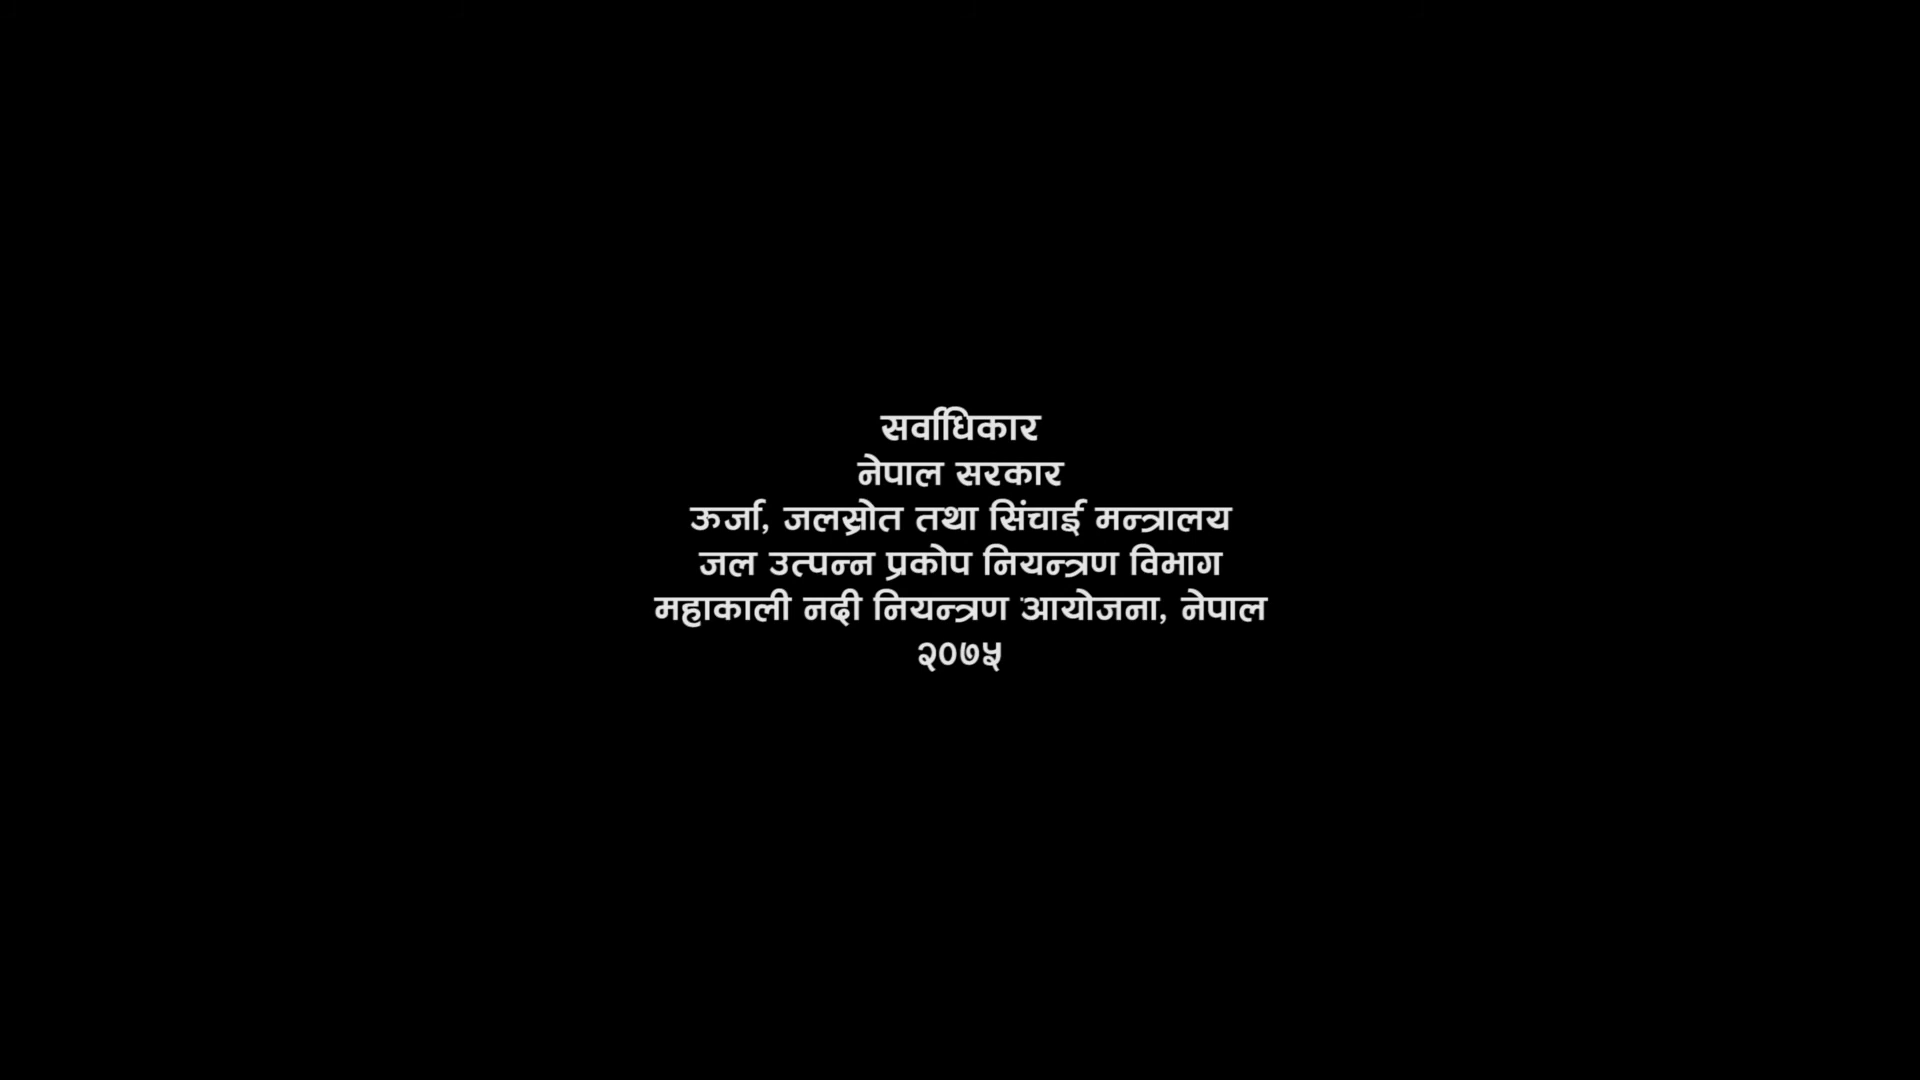 सर्वाधिकार
नेपाल सरकार
ऊर्जा, जलस्रोत तथा सिंचाई मन्त्रालय
जल उत्पन्न प्रकोप नियन्त्रण विभाग
महाकाली नदी नियन्त्रण आयोजना, नेपाल
२०७५